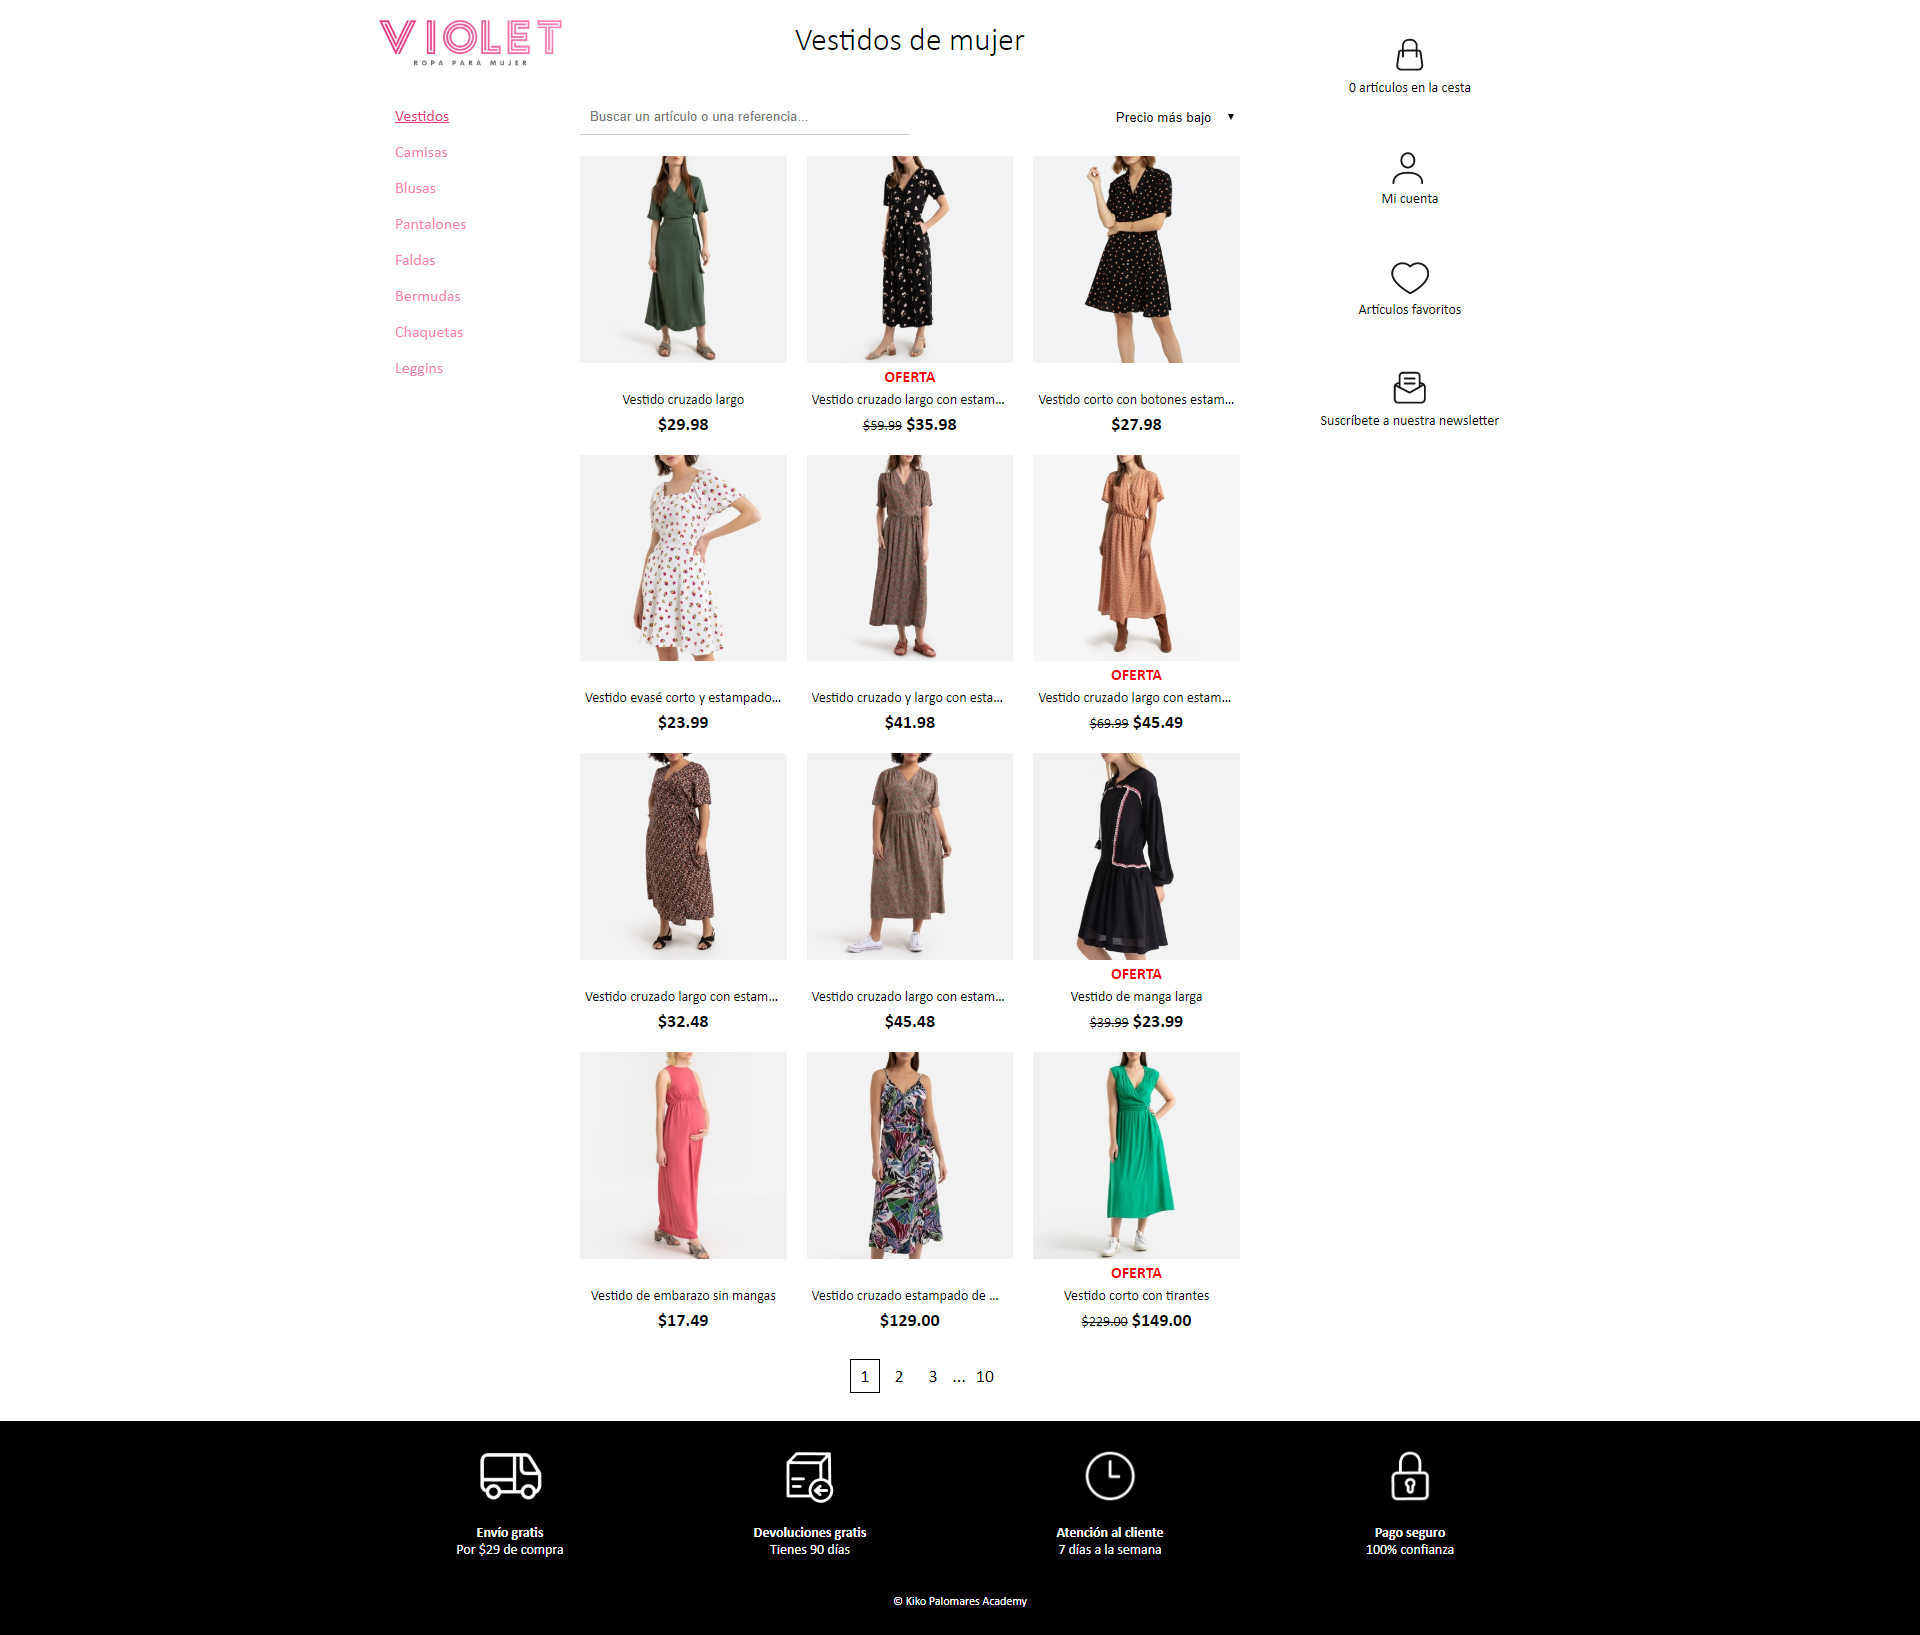 VIOLET
ROPA PARA MUJER
Vestidos de mujer
0 artículos en la cesta
Mi cuenta
Artículos favoritos
Suscríbete a nuestra newsletter
Vestidos
Camisas
Blusas
Pantalones
Faldas
Bermudas
Chaquetas
Leggins
Buscar un artículo o una referencia...
Precio más bajo
Vestido cruzado largo
$29.98
OFERTA
Vestido cruzado largo con estam...
$59.99 $35.98
Vestido corto con botones estam...
$27.98
Vestido evasé corto y estampado...
$23.99
Vestido cruzado y largo con esta...
$41.98
OFERTA
Vestido cruzado largo con estam...
$69.99 $45.49
Vestido cruzado largo con estam...
$32.48
Vestido cruzado largo con estam...
$45.48
OFERTA
Vestido de manga larga
$39.99 $23.99
Vestido de embarazo sin mangas
$17.49
Vestido cruzado estampado de ...
$129.00
OFERTA
Vestido corto con tirantes
$229.00 $149.00
1 2 3 ... 10
Envío gratis
Por $29 de compra
Devoluciones gratis
Tienes 90 días
Atención al cliente
7 días a la semana
Pago seguro
100% confianza
© Kiko Palomares Academy